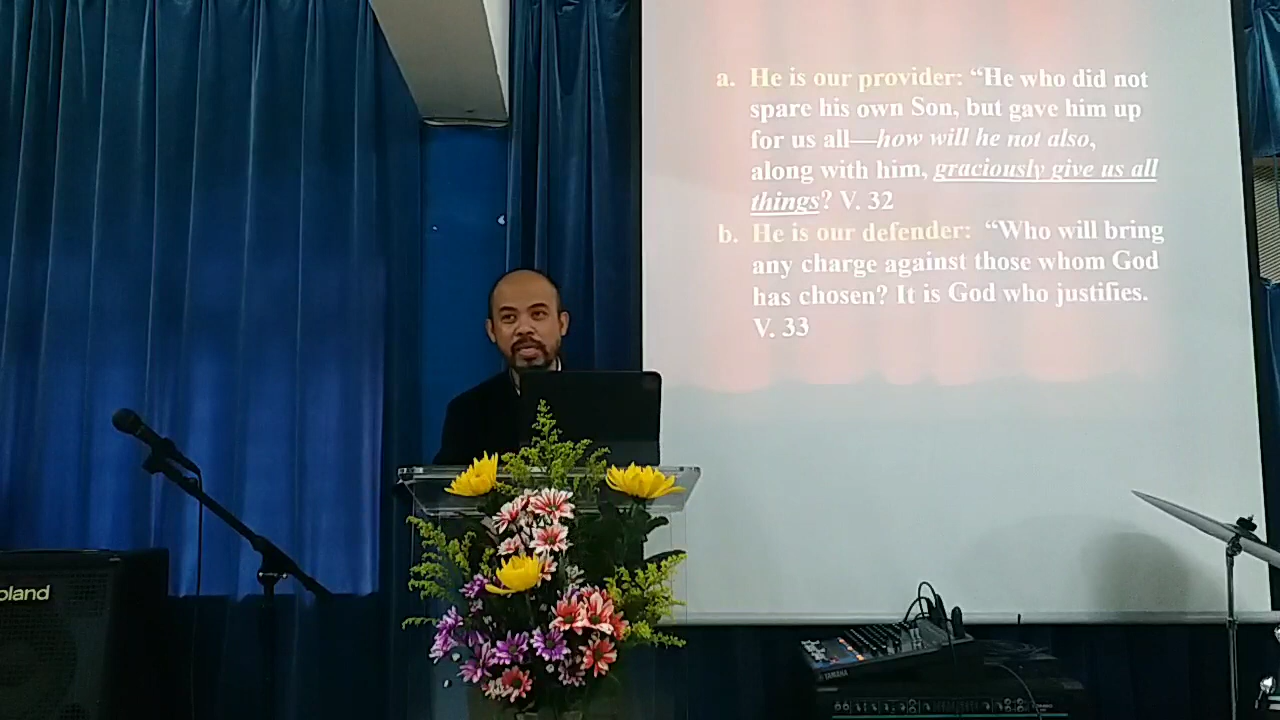 a. He is our provider: “He who did not
spare his own Son, but gave him up
for us all—how will he not also,
along with him, graciously give us all
things? V. 32
b. He is our defender: “Who will bring
any charge against those whom God
has chosen? It is God who justifies.
V. 33
oland
YAMAHA